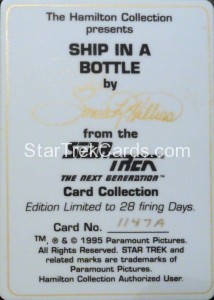 The Hamilton Collection
presents
SHIP IN A
BOTTLE
by
from the
STAR TREK
THE NEXT GENERATION™
StarTrekCards.com
Card Collection
Edition Limited to 28 firing Days.
Card No. 1147A
TM, ® & © 1995 Paramount Pictures.
All Rights Reserved. STAR TREK and
related marks are trademarks of
Paramount Pictures.
Hamilton Collection Authorized User.